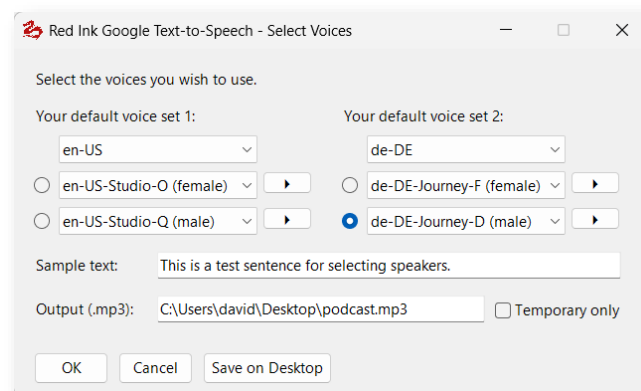 Red Ink Google Text-to-Speech - Select Voices
Select the voices you wish to use.
Your default voice set 1: Your default voice set 2:
en-US de-DE
en-US-Studio-O (female) de-DE-Journey-F (female)
en-US-Studio-Q (male) de-DE-Journey-D (male)
Sample text: This is a test sentence for selecting speakers.
Output (.mp3): C:\Users\david\Desktop\podcast.mp3 Temporary only
OK Cancel Save on Desktop